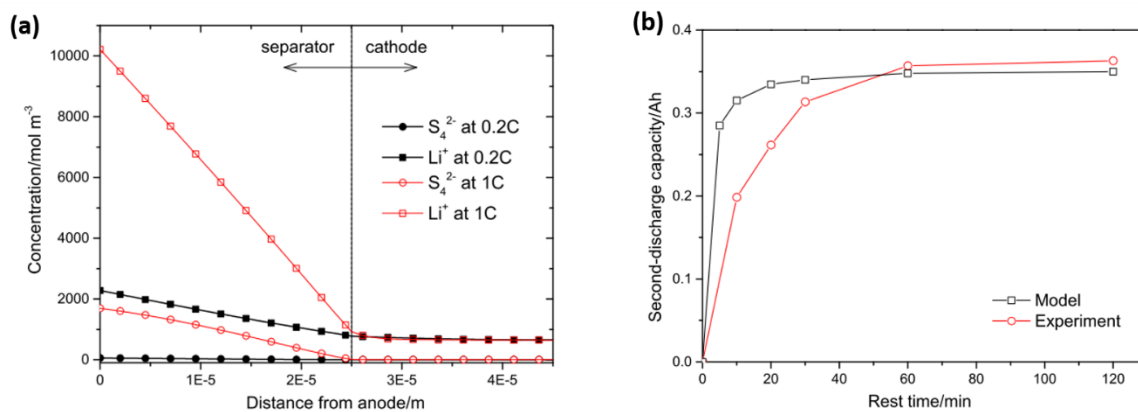 (a)
separator
cathode
S₄²⁻ at 0.2C
Li⁺ at 0.2C
S₄²⁻ at 1C
Li⁺ at 1C
Concentration/mol m⁻³
10000
8000
6000
4000
2000
0
0 1E-5 2E-5 3E-5 4E-5
Distance from anode/m
(b)
Second-discharge capacity/Ah
0.4
0.3
0.2
0.1
0.0
Model
Experiment
0 20 40 60 80 100 120
Rest time/min